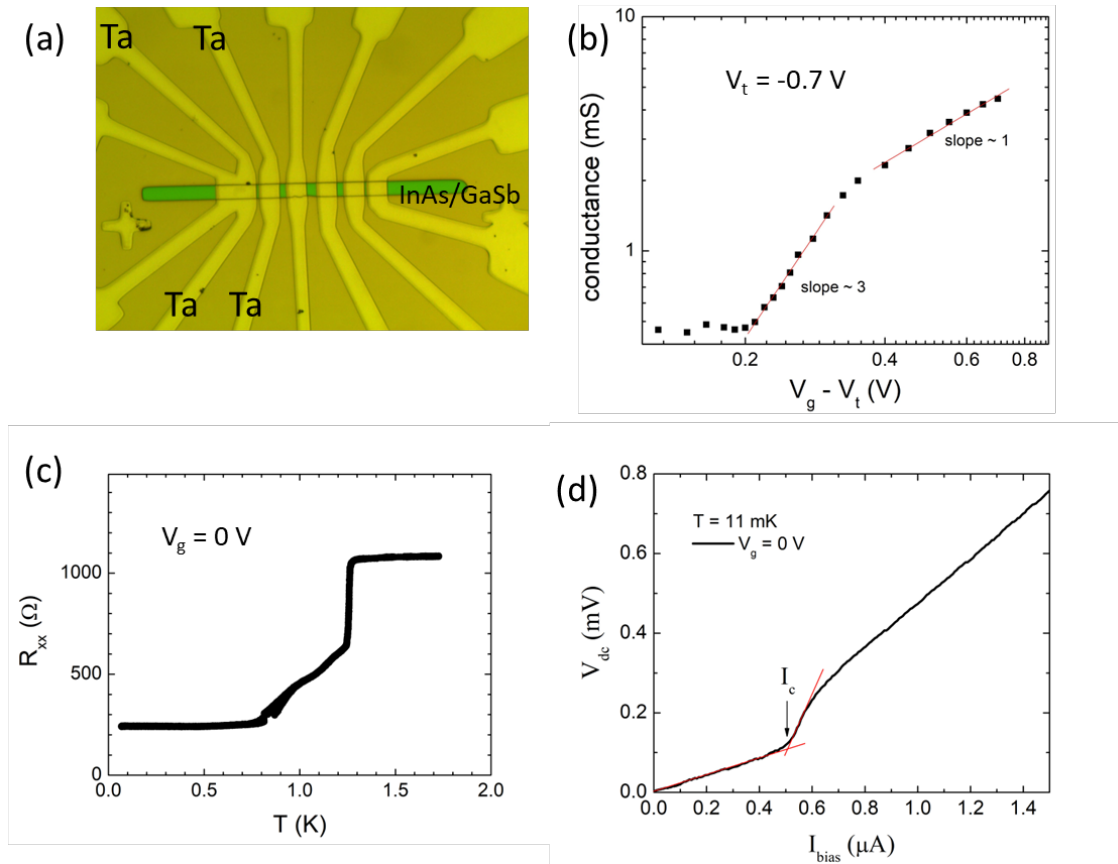 (a)
Ta Ta
InAs/GaSb
Ta Ta
(b)
10
1
conductance (mS)
V_t = -0.7 V
slope ~ 1
slope ~ 3
0.2 0.4 0.6 0.8
V_g - V_t (V)
(c)
V_g = 0 V
1000
500
0
R_xx (Ω)
0.0 0.5 1.0 1.5 2.0
T (K)
(d)
0.8
0.6
0.4
0.2
0.0
V_dc (mV)
T = 11 mK
V_g = 0 V
I_c
0.0 0.2 0.4 0.6 0.8 1.0 1.2 1.4
I_bias (μA)